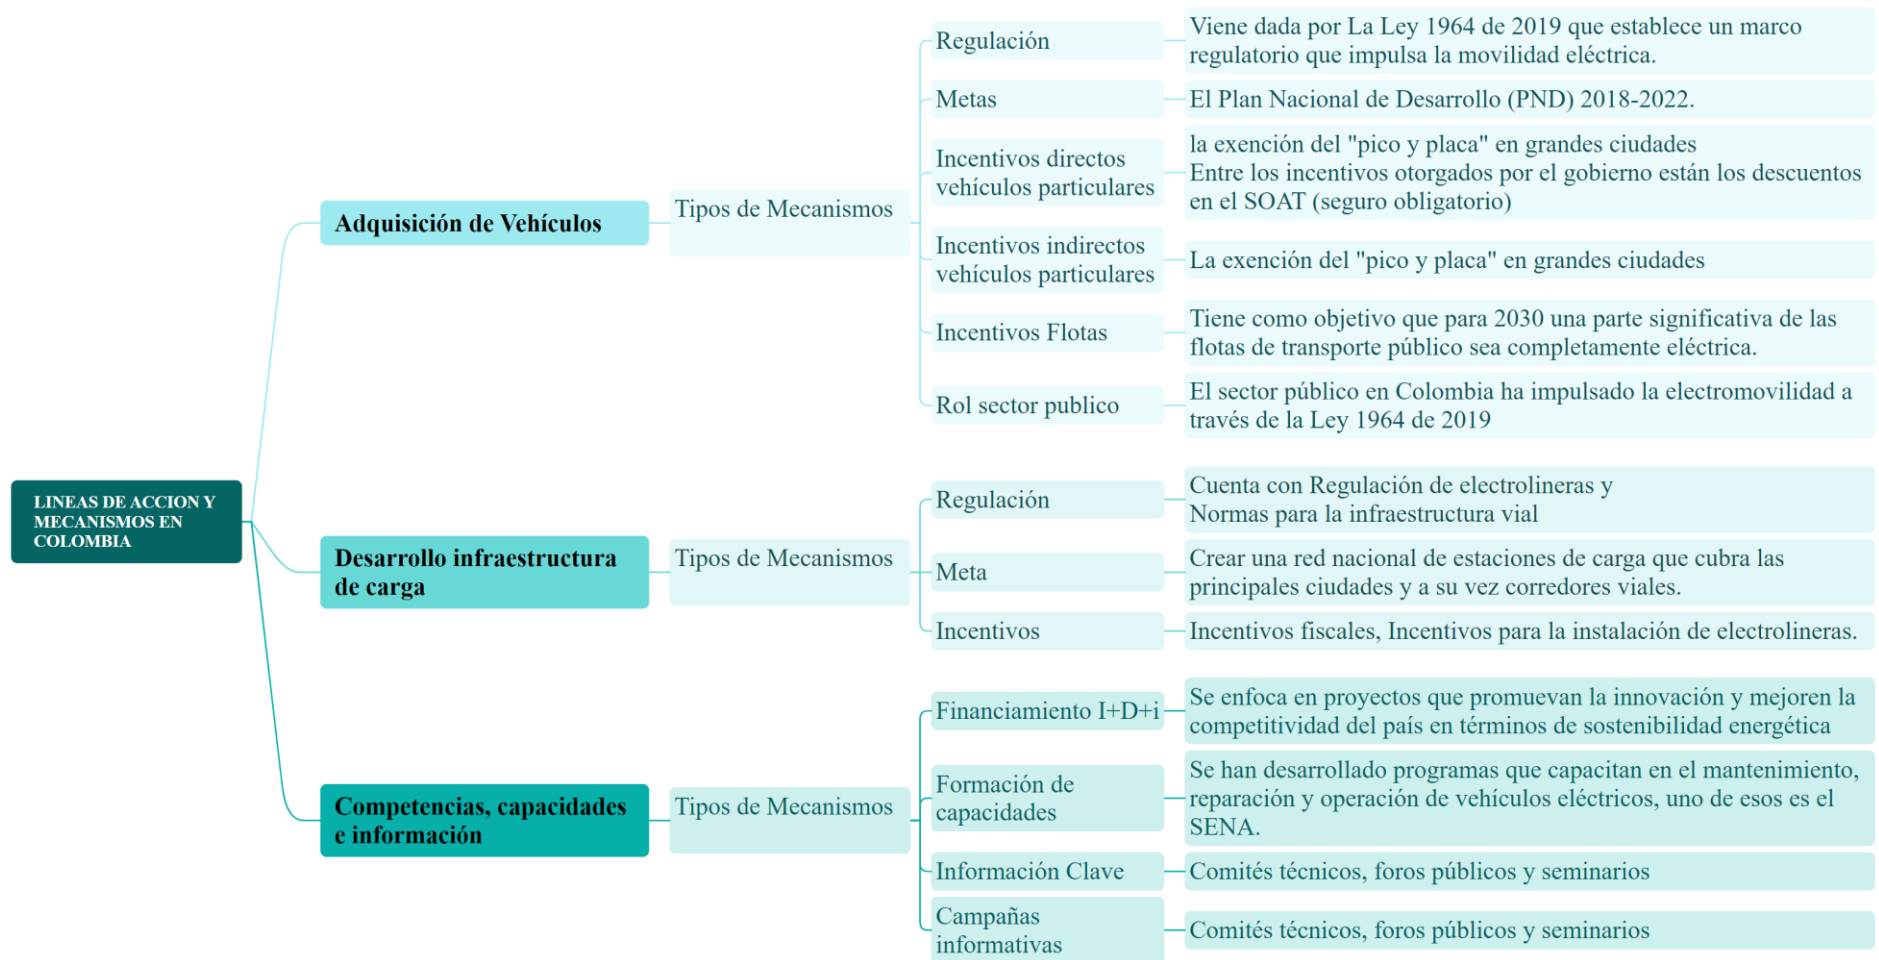 LINEAS DE ACCION Y
MECANISMOS EN
COLOMBIA
Adquisición de Vehículos
Tipos de Mecanismos
Regulación
Viene dada por La Ley 1964 de 2019 que establece un marco
regulatorio que impulsa la movilidad eléctrica.
Metas
El Plan Nacional de Desarrollo (PND) 2018-2022.
Incentivos directos
vehículos particulares
la exención del "pico y placa" en grandes ciudades
Entre los incentivos otorgados por el gobierno están los descuentos
en el SOAT (seguro obligatorio)
Incentivos indirectos
vehículos particulares
La exención del "pico y placa" en grandes ciudades
Incentivos Flotas
Tiene como objetivo que para 2030 una parte significativa de las
flotas de transporte público sea completamente eléctrica.
Rol sector publico
El sector público en Colombia ha impulsado la electromovilidad a
través de la Ley 1964 de 2019
Desarrollo infraestructura
de carga
Tipos de Mecanismos
Regulación
Cuenta con Regulación de electrolineras y
Normas para la infraestructura vial
Meta
Crear una red nacional de estaciones de carga que cubra las
principales ciudades y a su vez corredores viales.
Incentivos
Incentivos fiscales, Incentivos para la instalación de electrolineras.
Competencias, capacidades
e información
Tipos de Mecanismos
Financiamiento I+D+i
Se enfoca en proyectos que promuevan la innovación y mejoren la
competitividad del país en términos de sostenibilidad energética
Formación de
capacidades
Se han desarrollado programas que capacitan en el mantenimiento,
reparación y operación de vehículos eléctricos, uno de esos es el
SENA.
Información Clave
Comités técnicos, foros públicos y seminarios
Campañas
informativas
Comités técnicos, foros públicos y seminarios